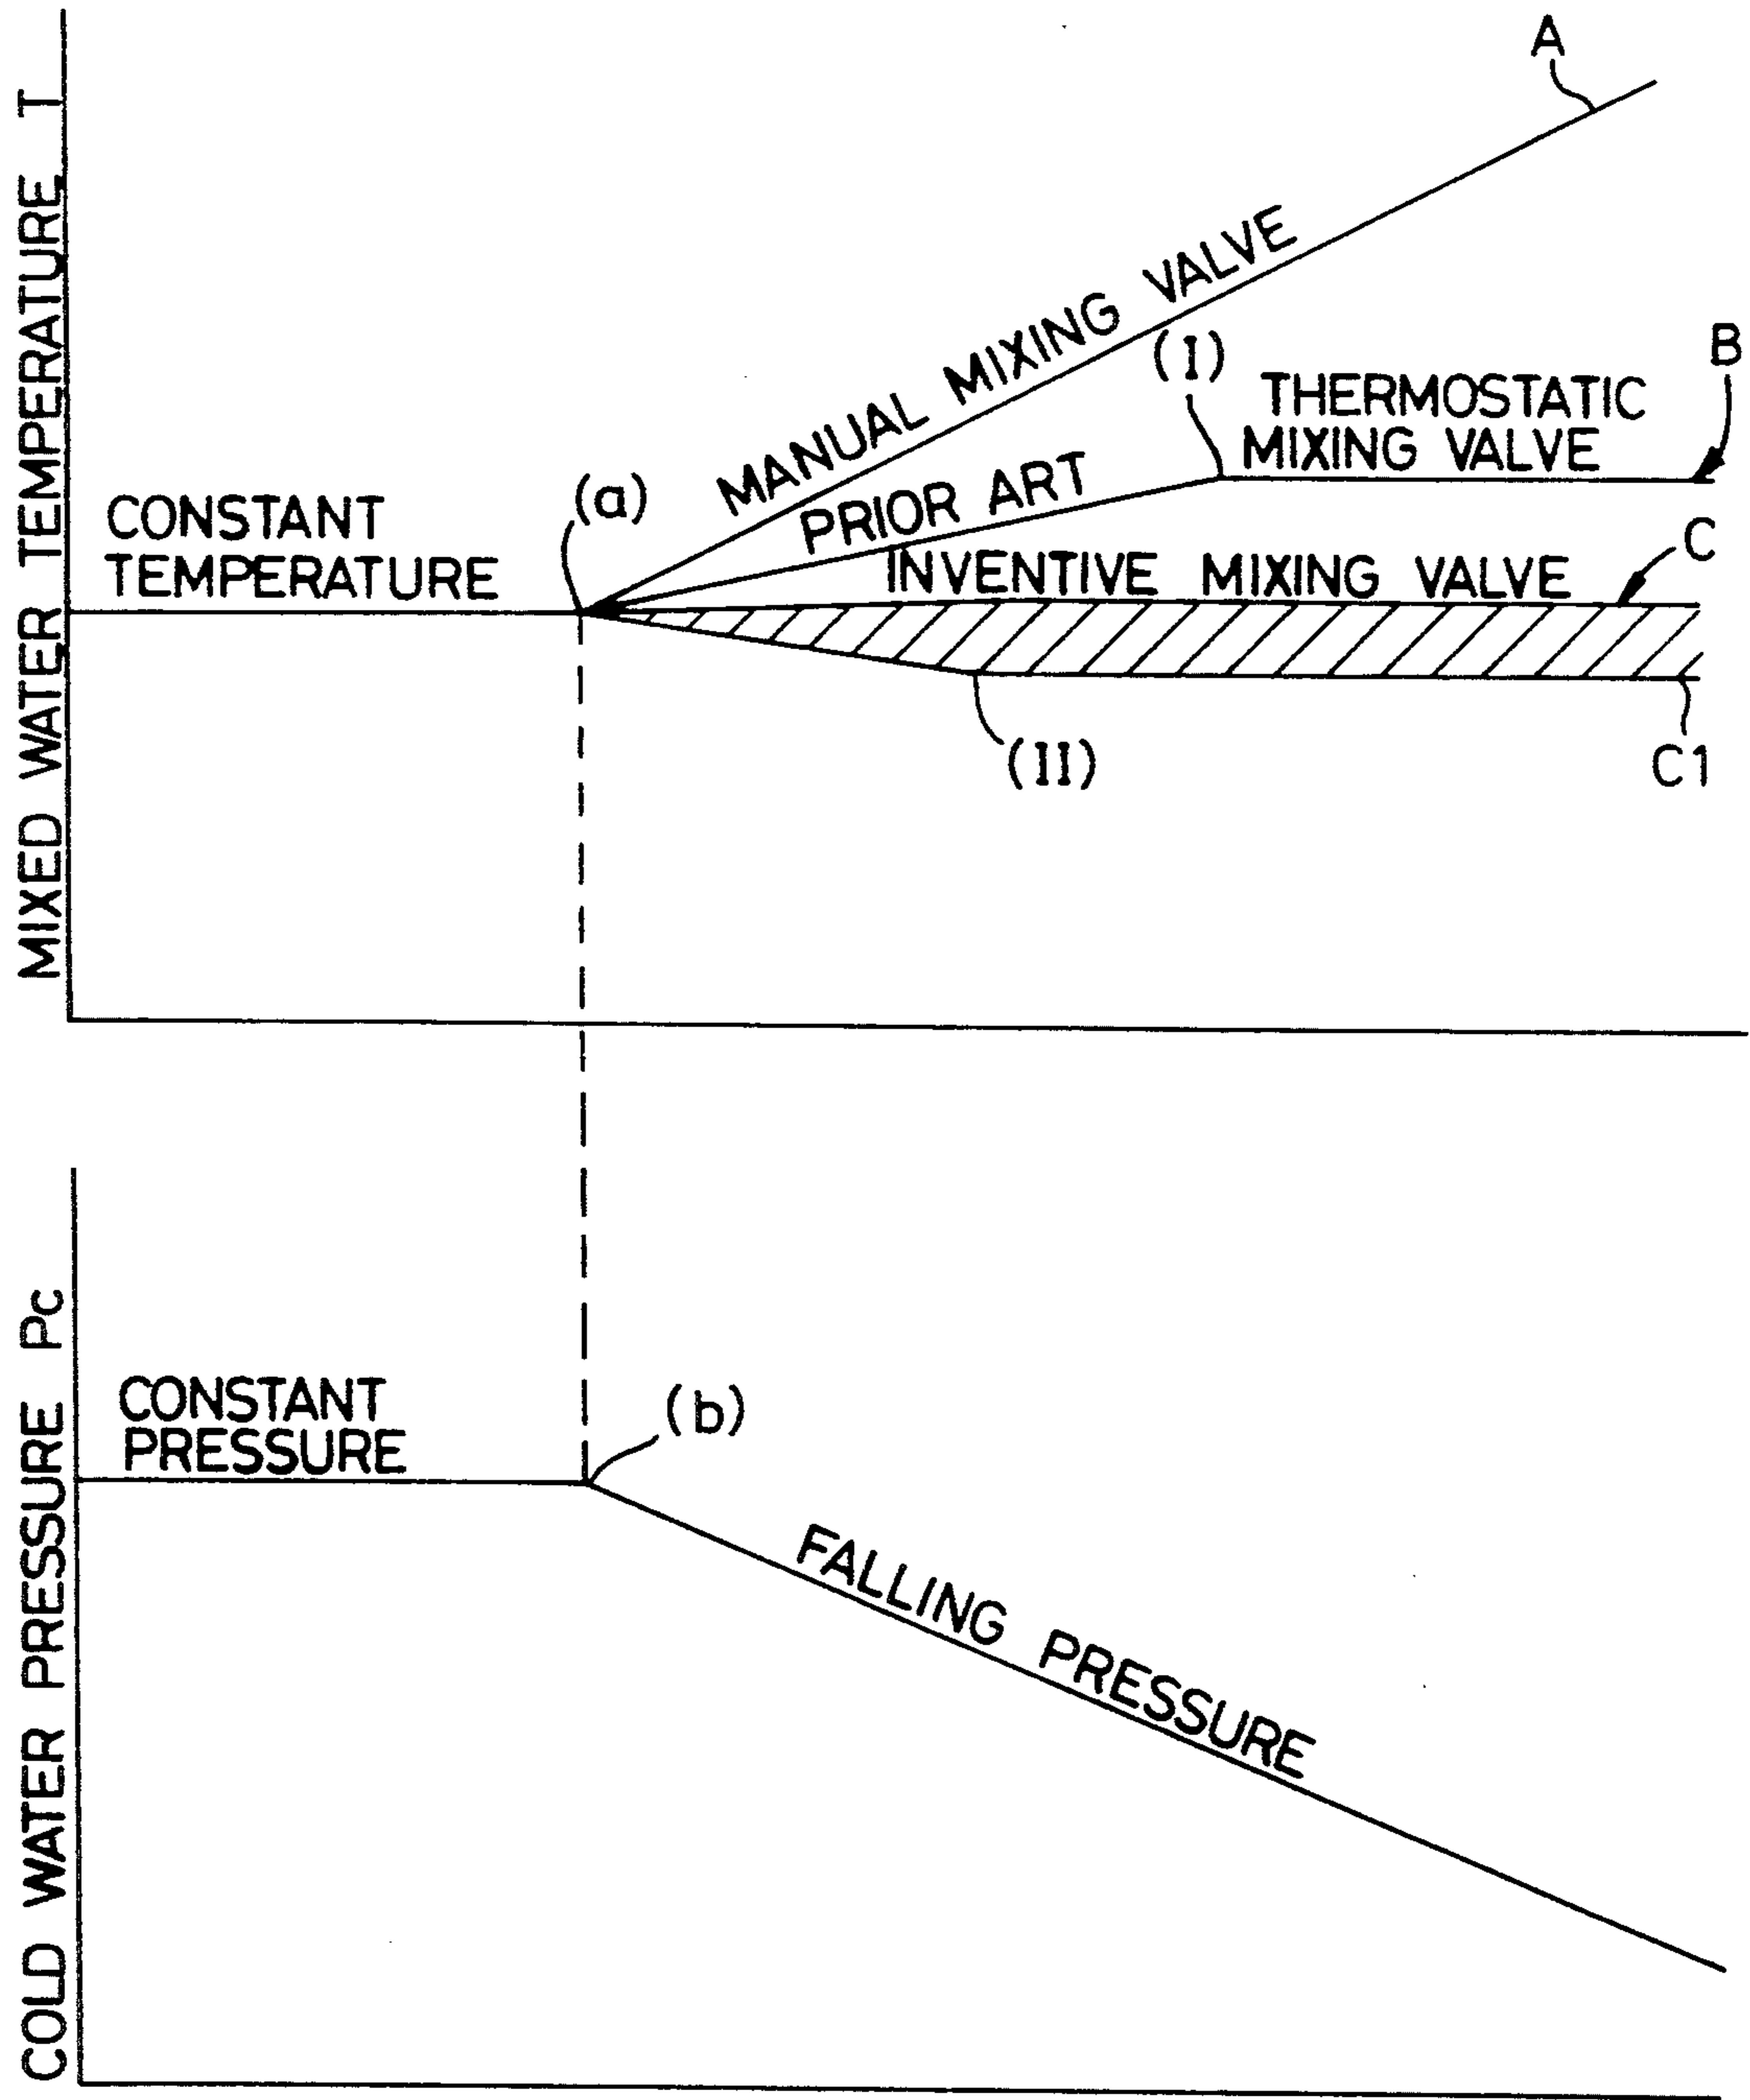 MIXED WATER TEMPERATURE T
A
MANUAL MIXING VALVE
(I)
B
THERMOSTATIC
MIXING VALVE
PRIOR ART
(a)
CONSTANT
TEMPERATURE
INVENTIVE MIXING VALVE
C
(II)
C1
COLD WATER PRESSURE Pc
CONSTANT
PRESSURE
(b)
FALLING PRESSURE